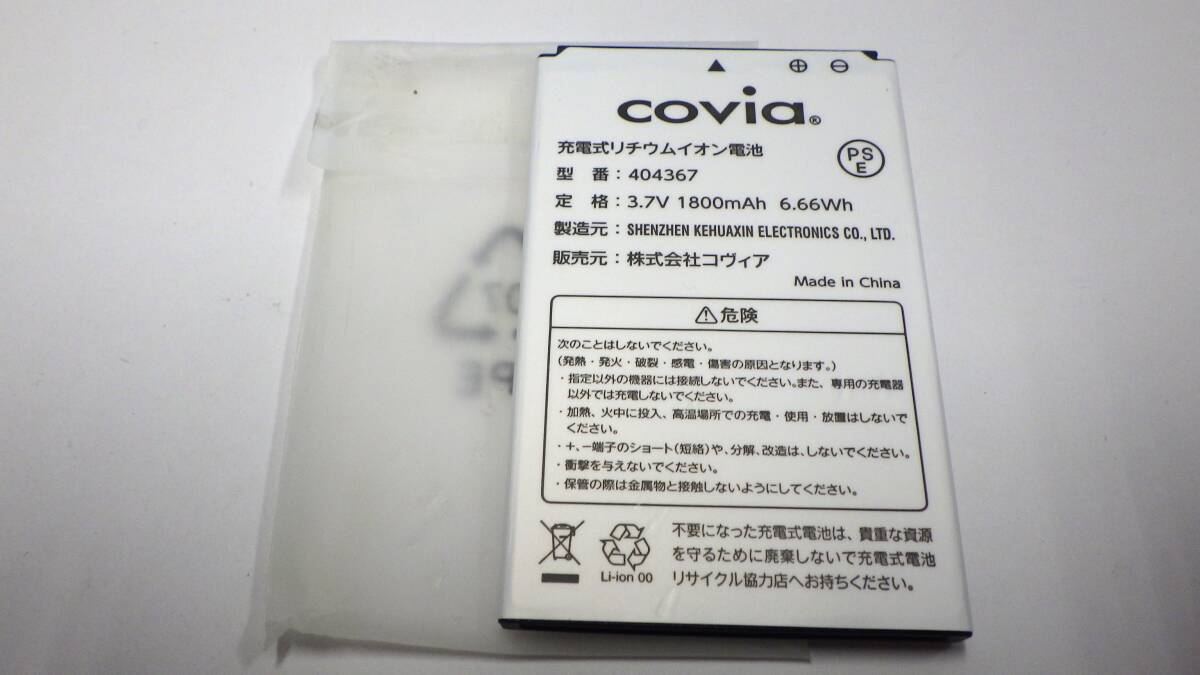 ▲ ⊕ ⊖
covia®
充電式リチウムイオン電池
PS
E
型 番：404367
定 格：3.7V 1800mAh 6.66Wh
製造元：SHENZHEN KEHUAXIN ELECTRONICS CO., LTD.
販売元：株式会社コヴィア
Made in China
⚠危険
次のことはしないでください。
(発熱・発火・破裂・感電・傷害の原因となります。)
・指定以外の機器には接続しないでください。また、専用の充電器
以外では充電しないでください。
・加熱、火中に投入、高温場所での充電・使用・放置はしないで
ください。
・+、−端子のショート(短絡)や、分解、改造は、しないでください。
・衝撃を与えないでください。
・保管の際は金属物と接触しないようにしてください。
Li-ion 00
不要になった充電式電池は、貴重な資源
を守るために廃棄しないで充電式電池
リサイクル協力店へお持ちください。